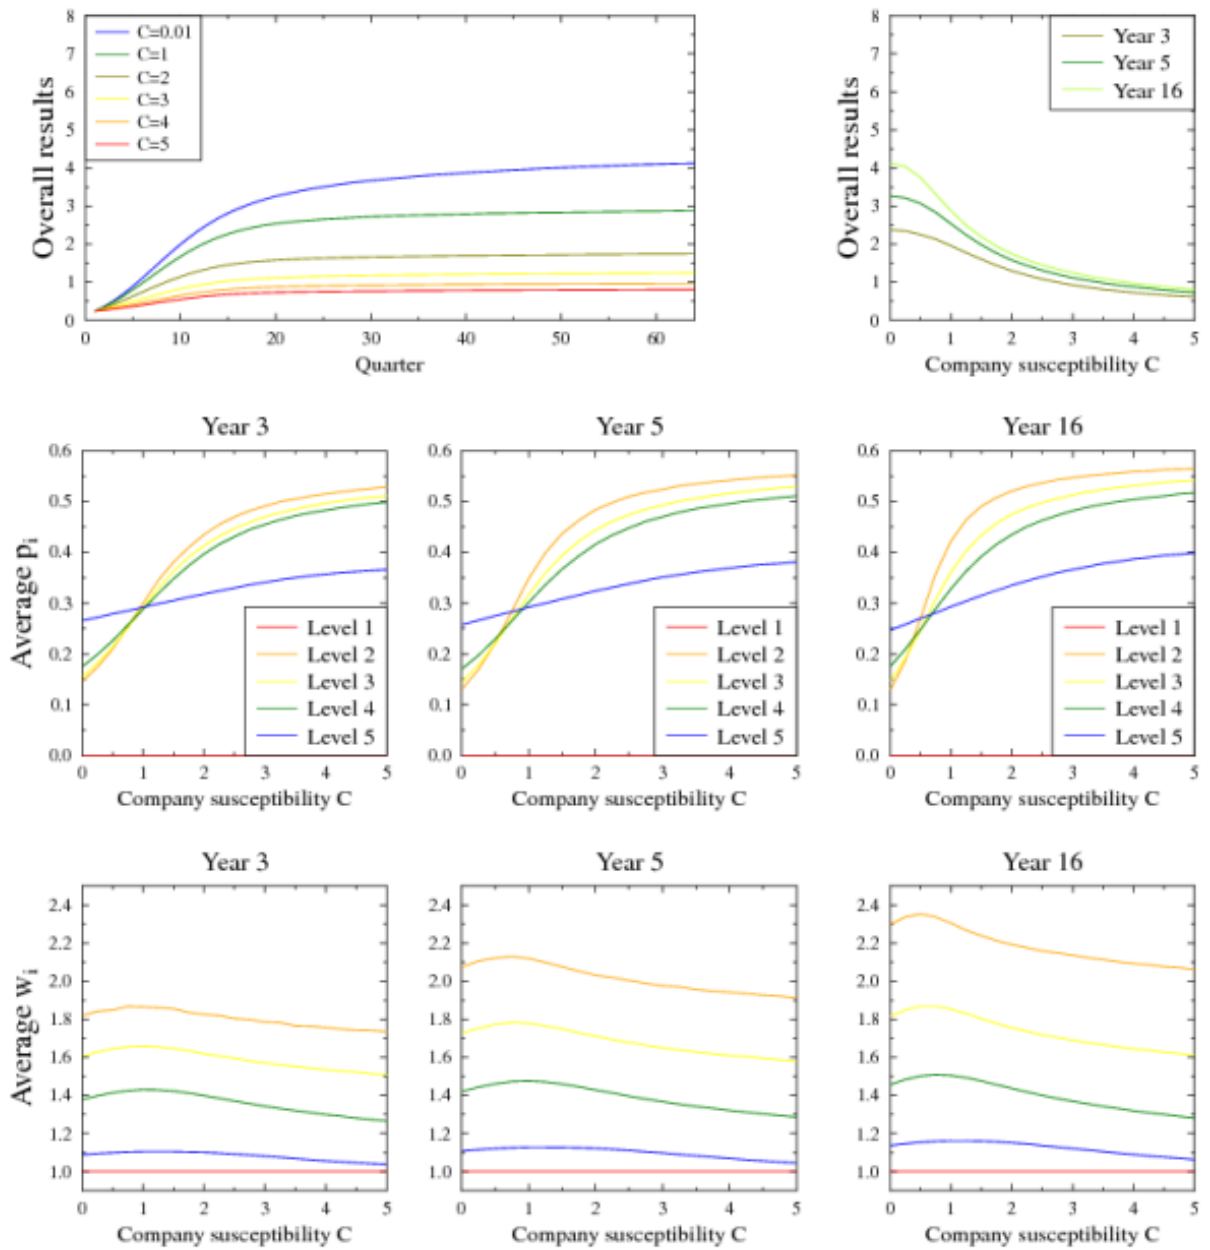 8
7
6
5
4
3
2
1
0
Overall results
C=0.01
C=1
C=2
C=3
C=4
C=5
0 10 20 30 40 50 60
Quarter
8
7
6
5
4
3
2
1
0
Overall results
Year 3
Year 5
Year 16
0 1 2 3 4 5
Company susceptibility C
Year 3
0.6
0.5
0.4
0.3
0.2
0.1
0.0
Average p_i
Level 1
Level 2
Level 3
Level 4
Level 5
0 1 2 3 4 5
Company susceptibility C
Year 5
0.6
0.5
0.4
0.3
0.2
0.1
0.0
Level 1
Level 2
Level 3
Level 4
Level 5
0 1 2 3 4 5
Company susceptibility C
Year 16
0.6
0.5
0.4
0.3
0.2
0.1
0.0
Level 1
Level 2
Level 3
Level 4
Level 5
0 1 2 3 4 5
Company susceptibility C
Year 3
2.4
2.2
2.0
1.8
1.6
1.4
1.2
1.0
Average w_i
0 1 2 3 4 5
Company susceptibility C
Year 5
2.4
2.2
2.0
1.8
1.6
1.4
1.2
1.0
0 1 2 3 4 5
Company susceptibility C
Year 16
2.4
2.2
2.0
1.8
1.6
1.4
1.2
1.0
0 1 2 3 4 5
Company susceptibility C